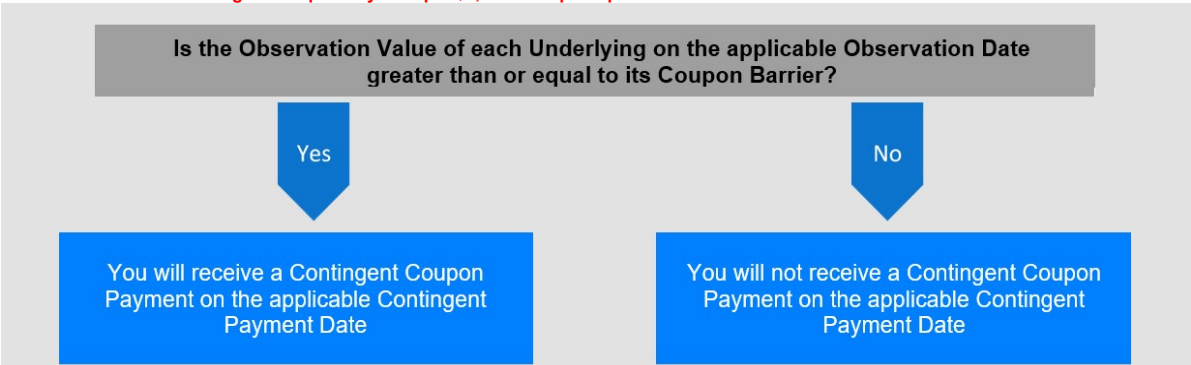 Is the Observation Value of each Underlying on the applicable Observation Date
greater than or equal to its Coupon Barrier?
Yes
No
You will receive a Contingent Coupon
Payment on the applicable Contingent
Payment Date
You will not receive a Contingent Coupon
Payment on the applicable Contingent
Payment Date